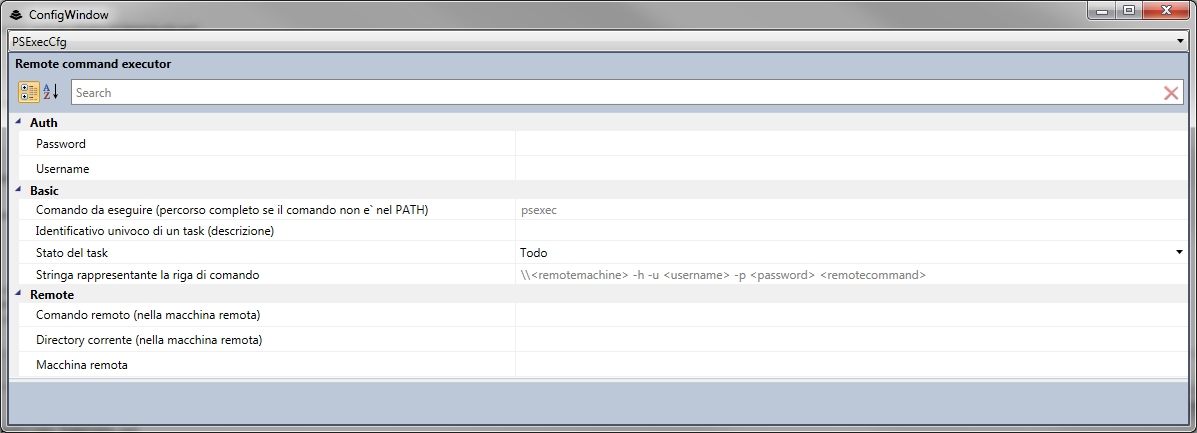 ConfigWindow
PSExecCfg
Remote command executor
A
Z
Search
Auth
Password
Username
Basic
Comando da eseguire (percorso completo se il comando non e` nel PATH) psexec
Identificativo univoco di un task (descrizione)
Stato del task Todo
Stringa rappresentante la riga di comando \\<remotemachine> -h -u <username> -p <password> <remotecommand>
Remote
Comando remoto (nella macchina remota)
Directory corrente (nella macchina remota)
Macchina remota